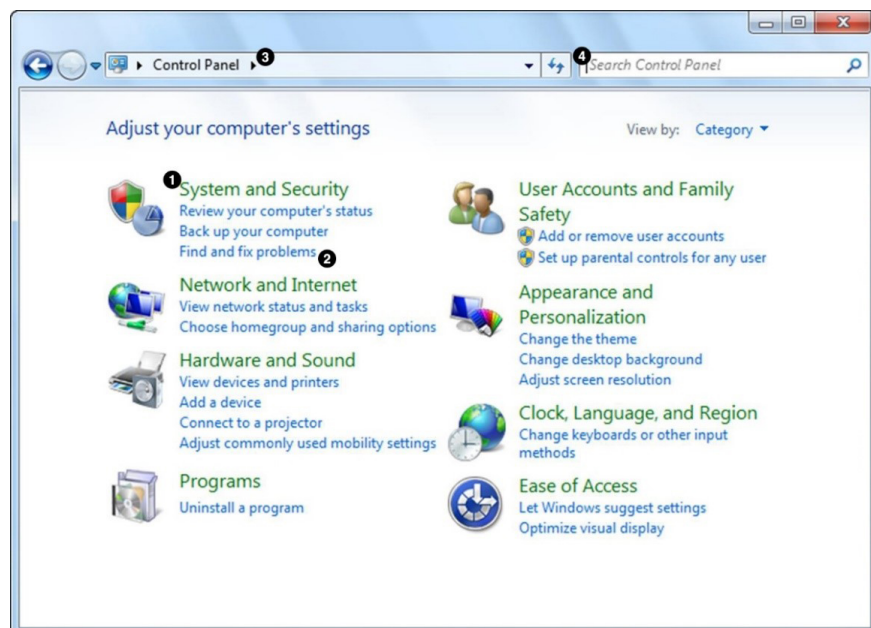 Control Panel ❸
❹ Search Control Panel
Adjust your computer's settings
View by: Category
❶ System and Security
Review your computer's status
Back up your computer
Find and fix problems ❷
Network and Internet
View network status and tasks
Choose homegroup and sharing options
Hardware and Sound
View devices and printers
Add a device
Connect to a projector
Adjust commonly used mobility settings
Programs
Uninstall a program
User Accounts and Family
Safety
Add or remove user accounts
Set up parental controls for any user
Appearance and
Personalization
Change the theme
Change desktop background
Adjust screen resolution
Clock, Language, and Region
Change keyboards or other input
methods
Ease of Access
Let Windows suggest settings
Optimize visual display